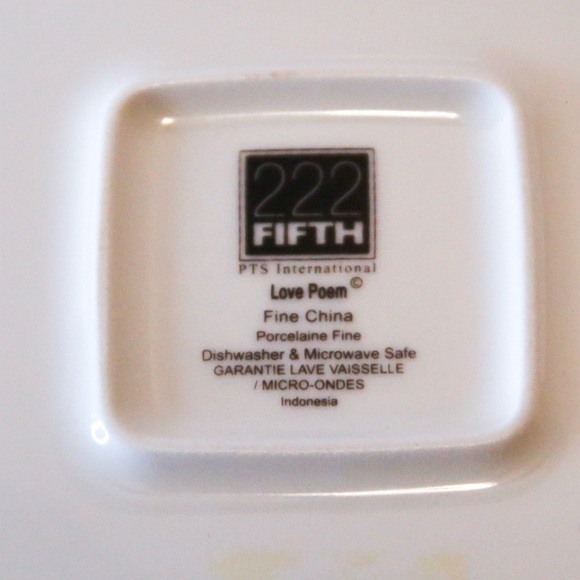 222
FIFTH
PTS International
Love Poem©
Fine China
Porcelaine Fine
Dishwasher & Microwave Safe
GARANTIE LAVE VAISSELLE
/ MICRO-ONDES
Indonesia